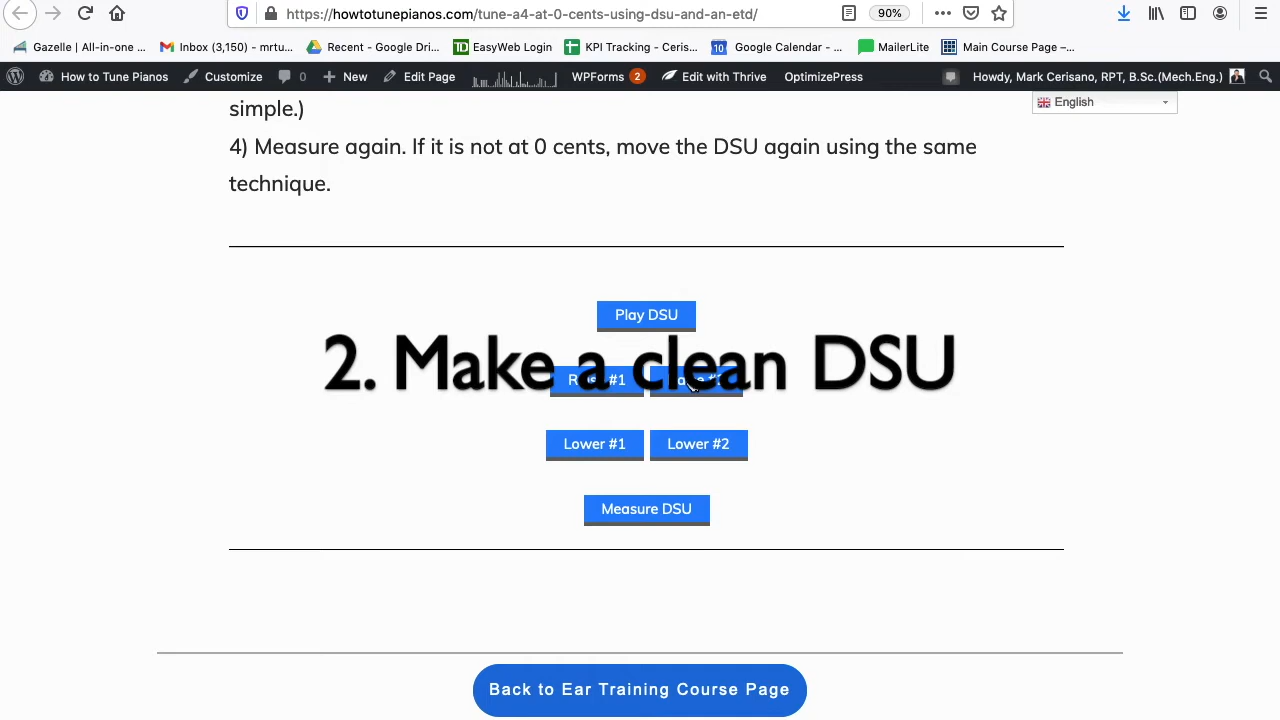 https://howtotunepianos.com/tune-a4-at-0-cents-using-dsu-and-an-etd/
90%
Gazelle | All-in-one ...
Inbox (3,150) - mrtu...
Recent - Google Dri...
EasyWeb Login
KPI Tracking - Ceris...
Google Calendar - ...
MailerLite
Main Course Page –...
How to Tune Pianos
Customize
0
New
Edit Page
WPForms 2
Edit with Thrive
OptimizePress
Howdy, Mark Cerisano, RPT, B.Sc.(Mech.Eng.)
English
simple.)
4) Measure again. If it is not at 0 cents, move the DSU again using the same
technique.
Play DSU
2. Make a clean DSU
Lower #1
Lower #2
Measure DSU
Back to Ear Training Course Page